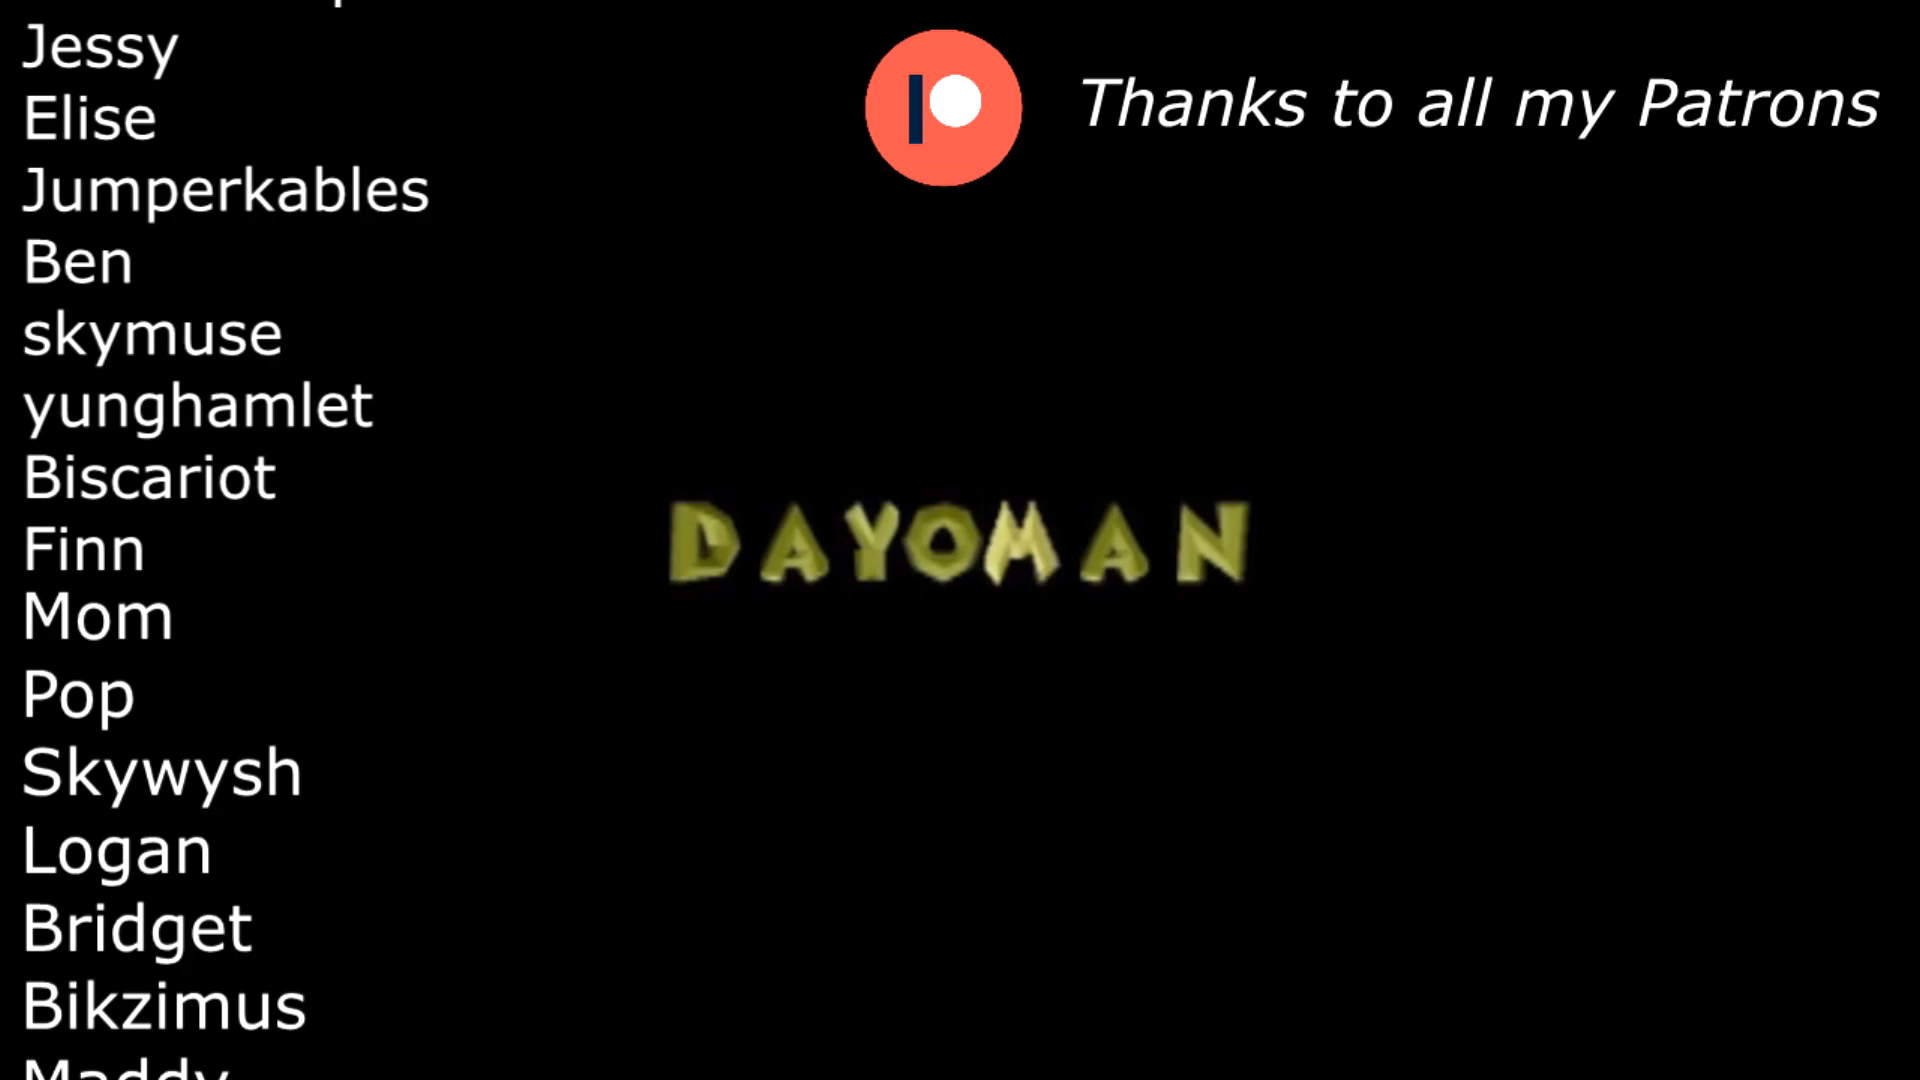 Thanks to all my Patrons
Jessy
Elise
Jumperkables
Ben
skymuse
yunghamlet
Biscariot
Finn
Mom
Pop
Skywysh
Logan
Bridget
Bikzimus
Maddy
DAYOMAN